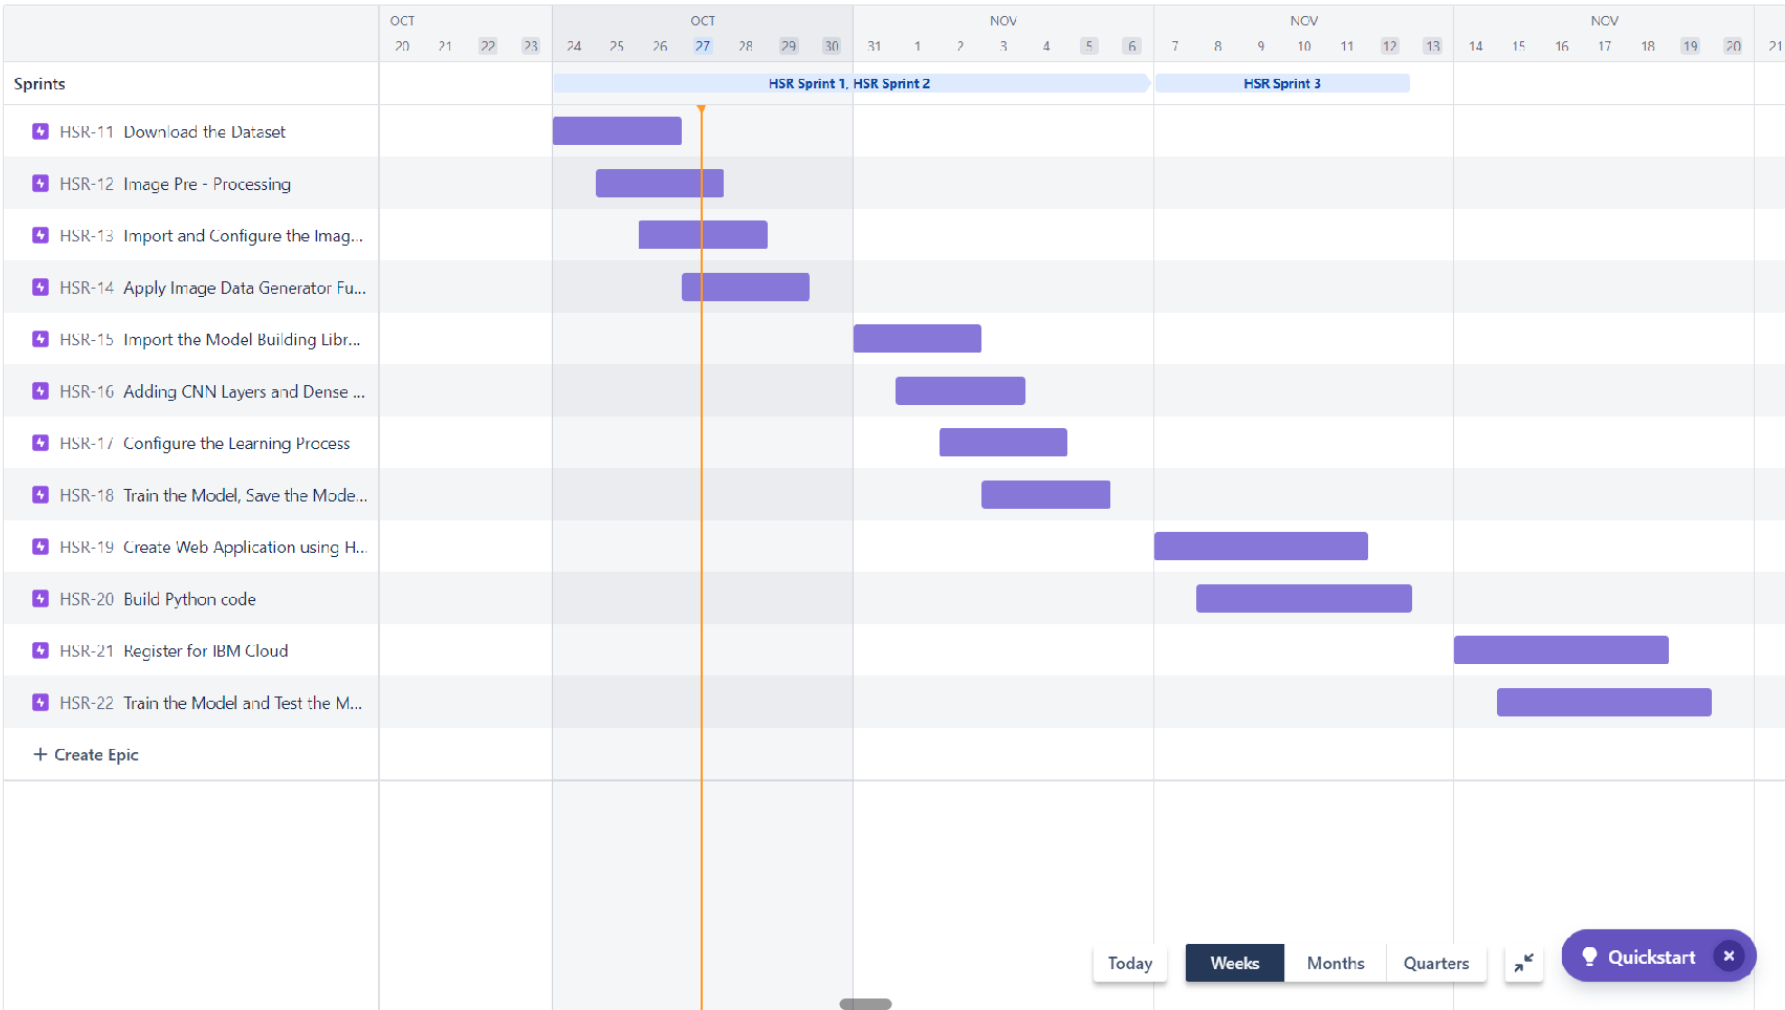 OCT OCT NOV NOV NOV
20 21 22 23 24 25 26 27 28 29 30 31 1 2 3 4 5 6 7 8 9 10 11 12 13 14 15 16 17 18 19 20 21
Sprints HSR Sprint 1, HSR Sprint 2 HSR Sprint 3
HSR-11 Download the Dataset
HSR-12 Image Pre - Processing
HSR-13 Import and Configure the Imag...
HSR-14 Apply Image Data Generator Fu...
HSR-15 Import the Model Building Libr...
HSR-16 Adding CNN Layers and Dense ...
HSR-17 Configure the Learning Process
HSR-18 Train the Model, Save the Mode...
HSR-19 Create Web Application using H...
HSR-20 Build Python code
HSR-21 Register for IBM Cloud
HSR-22 Train the Model and Test the M...
+ Create Epic
Today Weeks Months Quarters Quickstart